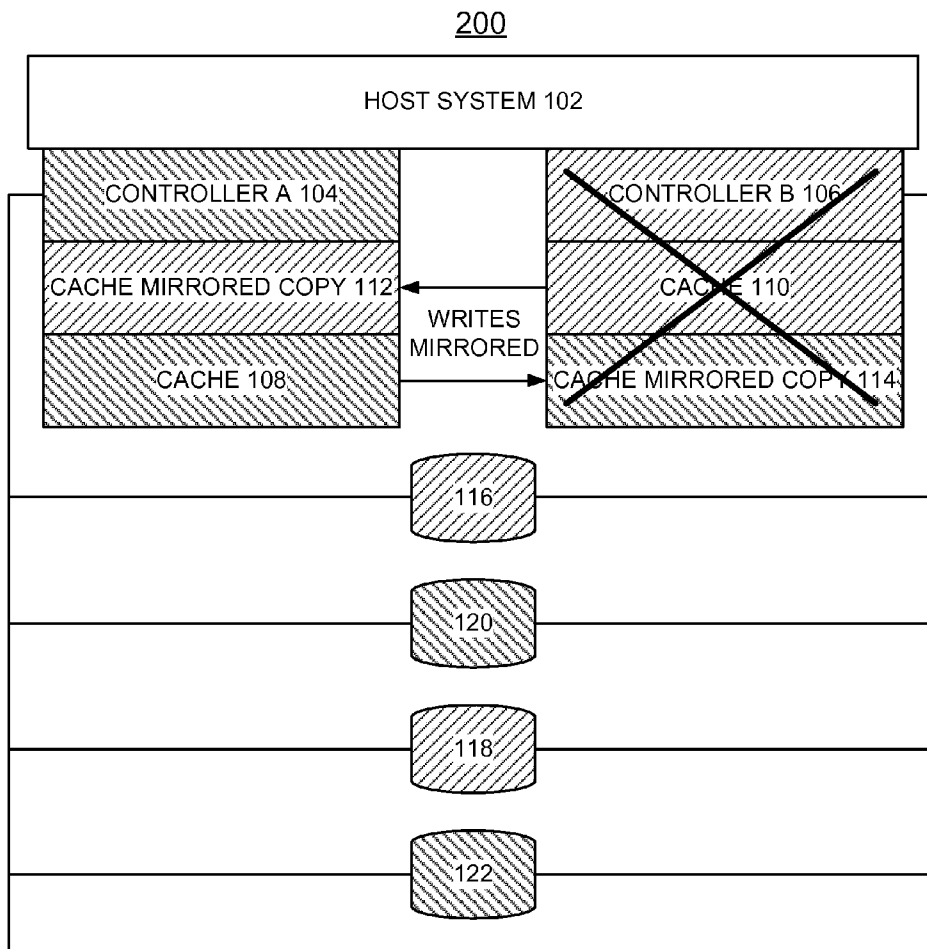 200
HOST SYSTEM 102
CONTROLLER A 104
CONTROLLER B 106
CACHE MIRRORED COPY 112
CACHE 110
WRITES
MIRRORED
CACHE 108
CACHE MIRRORED COPY 114
116
120
118
122